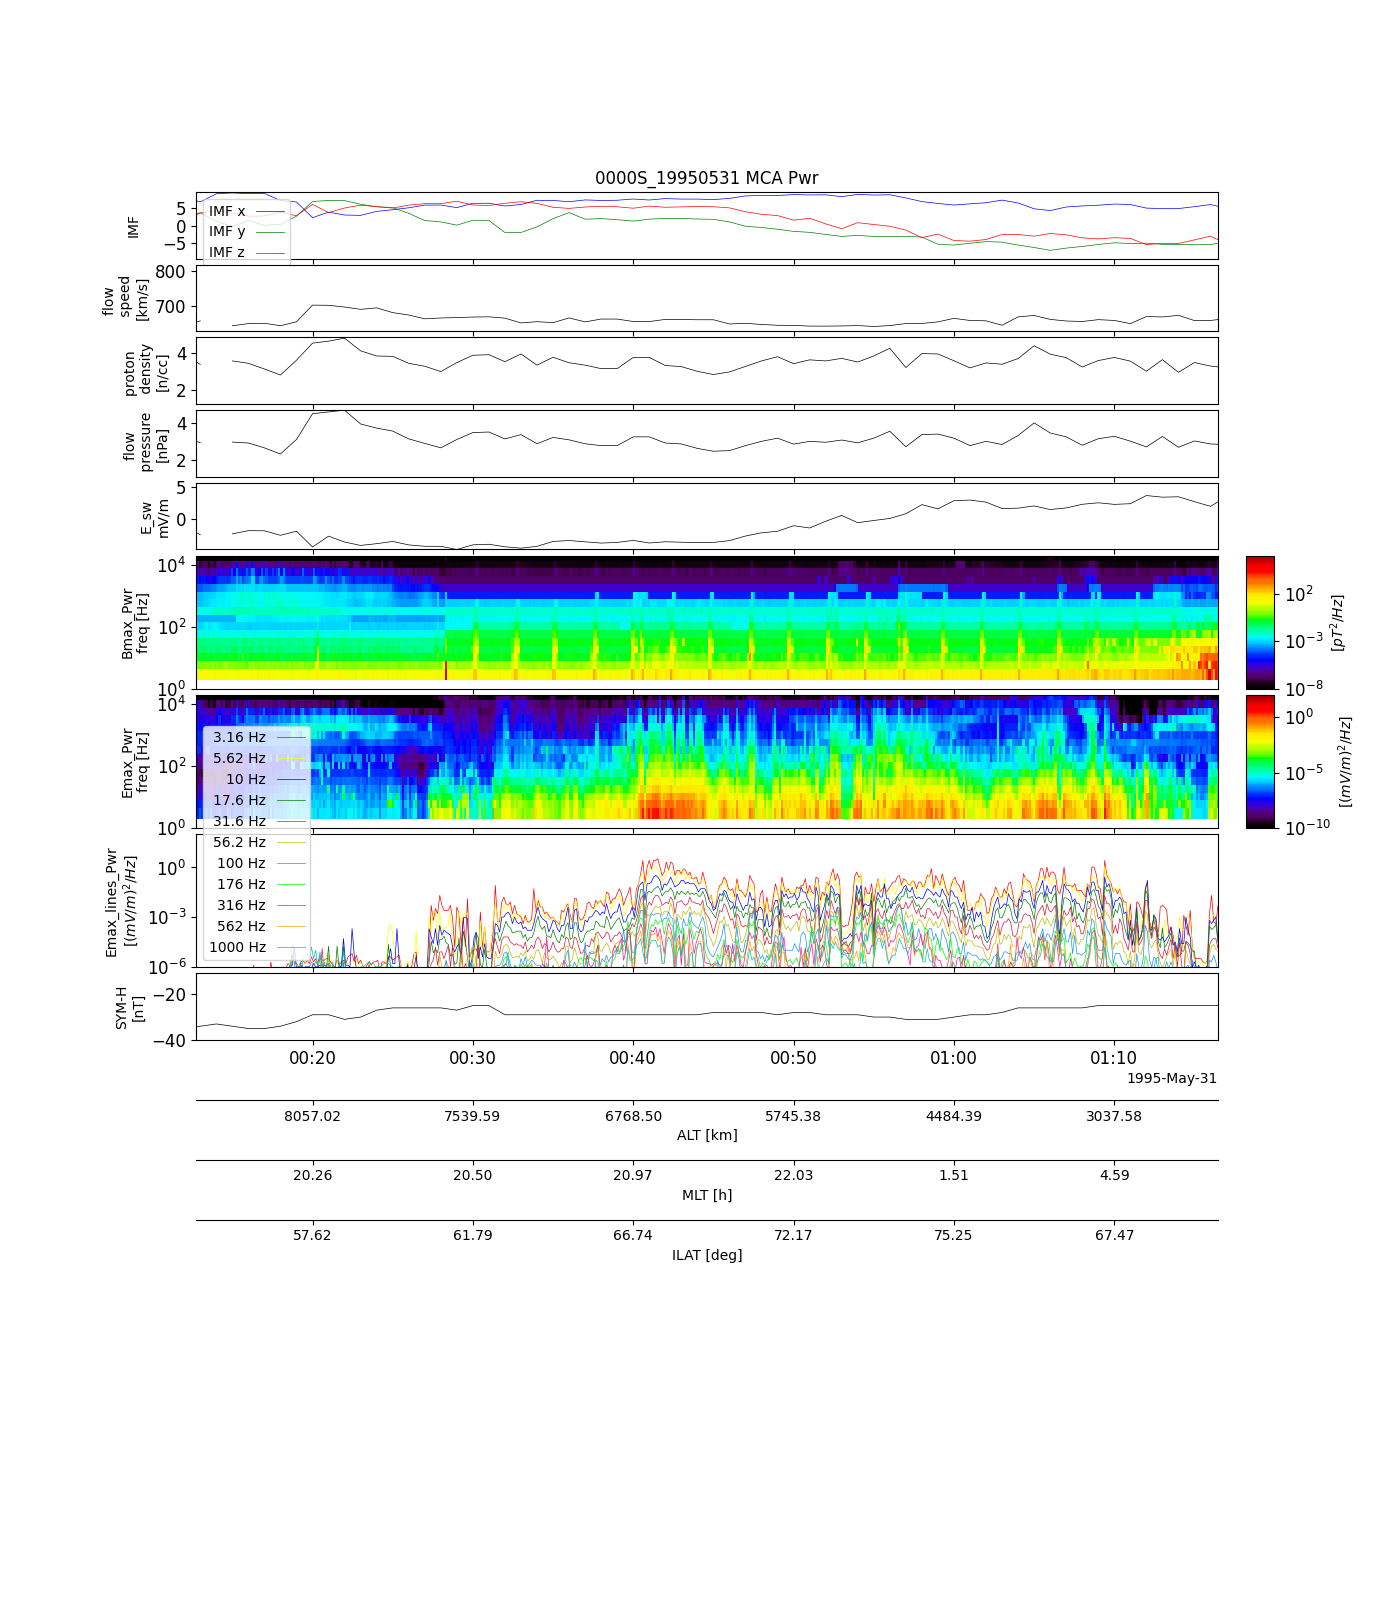 0000S_19950531 MCA Pwr
IMF
5
0
−5
IMF x
IMF y
IMF z
flow
speed
[km/s]
800
700
proton
density
[n/cc]
4
2
flow
pressure
[nPa]
4
2
E_sw
mV/m
5
0
Bmax_Pwr
freq [Hz]
10^4
10^2
10^0
10^2
10^−3
10^−8
[pT^2/Hz]
Emax_Pwr
freq [Hz]
10^4
10^2
10^0
10^0
10^−5
10^−10
[(mV/m)^2/Hz]
3.16 Hz
5.62 Hz
10 Hz
17.6 Hz
31.6 Hz
56.2 Hz
100 Hz
176 Hz
316 Hz
562 Hz
1000 Hz
Emax_lines_Pwr
[(mV/m)^2/Hz]
10^0
10^−3
10^−6
SYM-H
[nT]
−20
−40
00:20 00:30 00:40 00:50 01:00 01:10
1995-May-31
8057.02 7539.59 6768.50 5745.38 4484.39 3037.58
ALT [km]
20.26 20.50 20.97 22.03 1.51 4.59
MLT [h]
57.62 61.79 66.74 72.17 75.25 67.47
ILAT [deg]